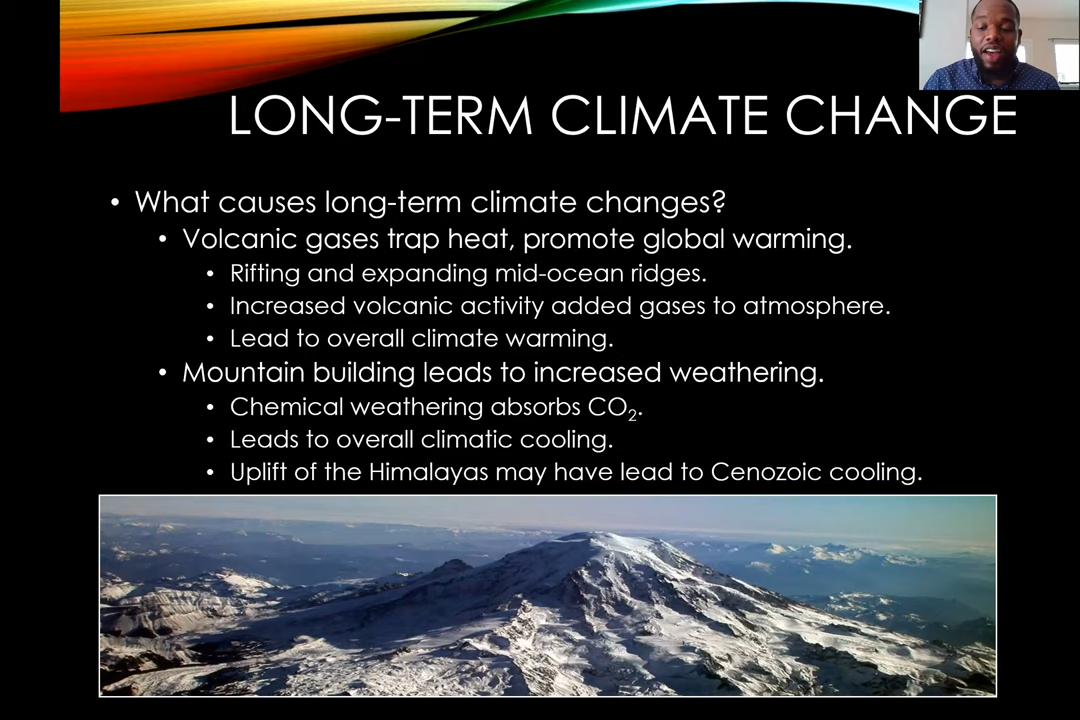 LONG-TERM CLIMATE CHANGE
• What causes long-term climate changes?
• Volcanic gases trap heat, promote global warming.
• Rifting and expanding mid-ocean ridges.
• Increased volcanic activity added gases to atmosphere.
• Lead to overall climate warming.
• Mountain building leads to increased weathering.
• Chemical weathering absorbs CO₂.
• Leads to overall climatic cooling.
• Uplift of the Himalayas may have lead to Cenozoic cooling.